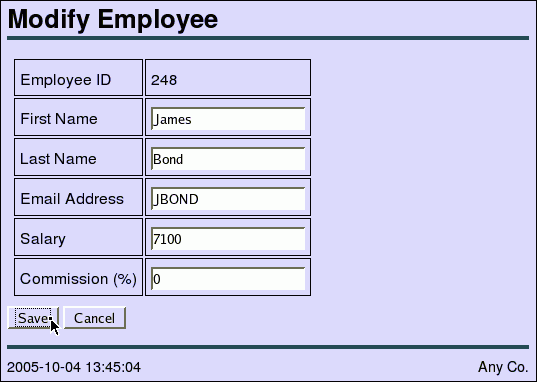 Modify Employee
Employee ID 248
First Name James
Last Name Bond
Email Address JBOND
Salary 7100
Commission (%) 0
Save Cancel
2005-10-04 13:45:04 Any Co.